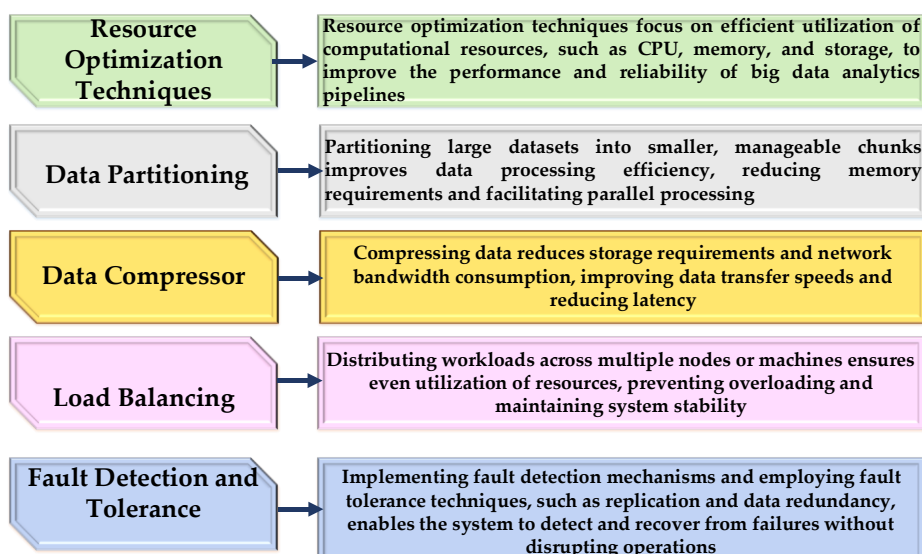 Resource
Optimization
Techniques
Resource optimization techniques focus on efficient utilization of
computational resources, such as CPU, memory, and storage, to
improve the performance and reliability of big data analytics
pipelines
Data Partitioning
Partitioning large datasets into smaller, manageable chunks
improves data processing efficiency, reducing memory
requirements and facilitating parallel processing
Data Compressor
Compressing data reduces storage requirements and network
bandwidth consumption, improving data transfer speeds and
reducing latency
Load Balancing
Distributing workloads across multiple nodes or machines ensures
even utilization of resources, preventing overloading and
maintaining system stability
Fault Detection and
Tolerance
Implementing fault detection mechanisms and employing fault
tolerance techniques, such as replication and data redundancy,
enables the system to detect and recover from failures without
disrupting operations